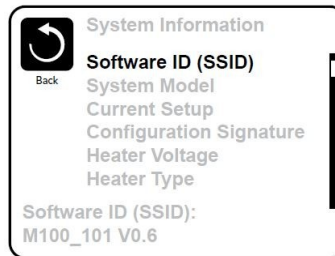 System Information
Back
Software ID (SSID)
System Model
Current Setup
Configuration Signature
Heater Voltage
Heater Type
Software ID (SSID):
M100_101 V0.6